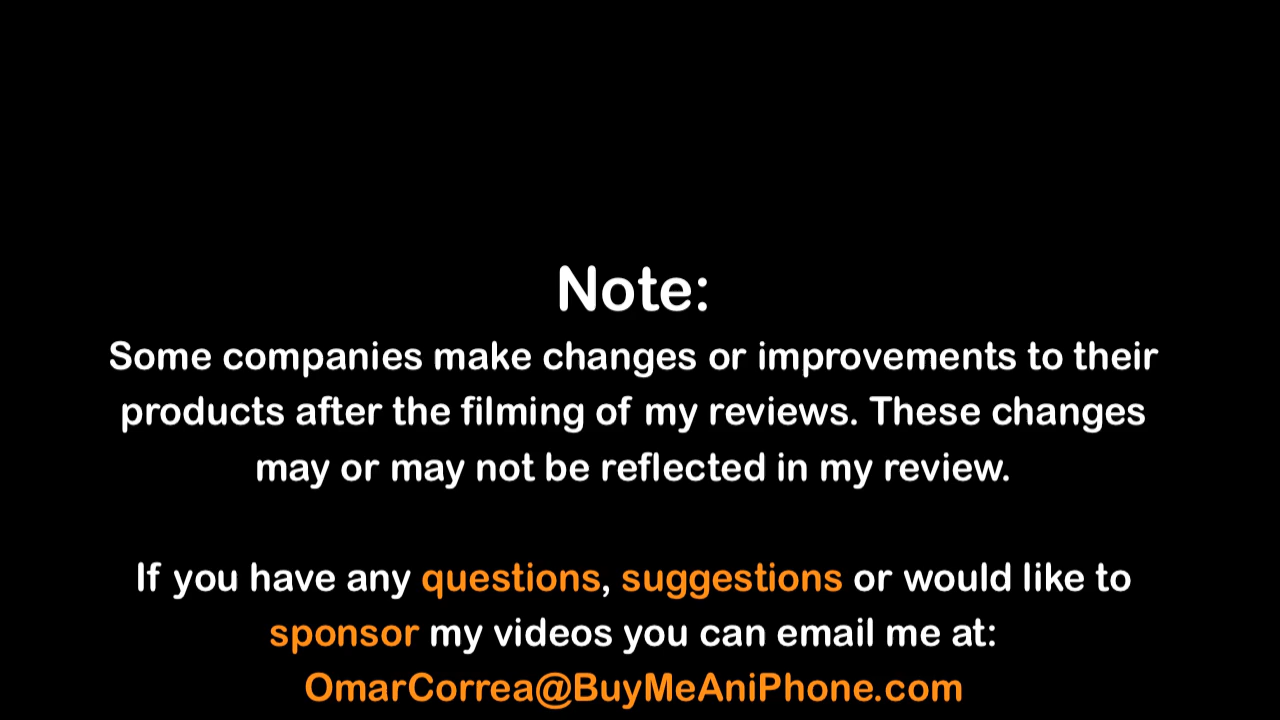 Note:
Some companies make changes or improvements to their
products after the filming of my reviews. These changes
may or may not be reflected in my review.
If you have any questions, suggestions or would like to
sponsor my videos you can email me at:
OmarCorrea@BuyMeAniPhone.com